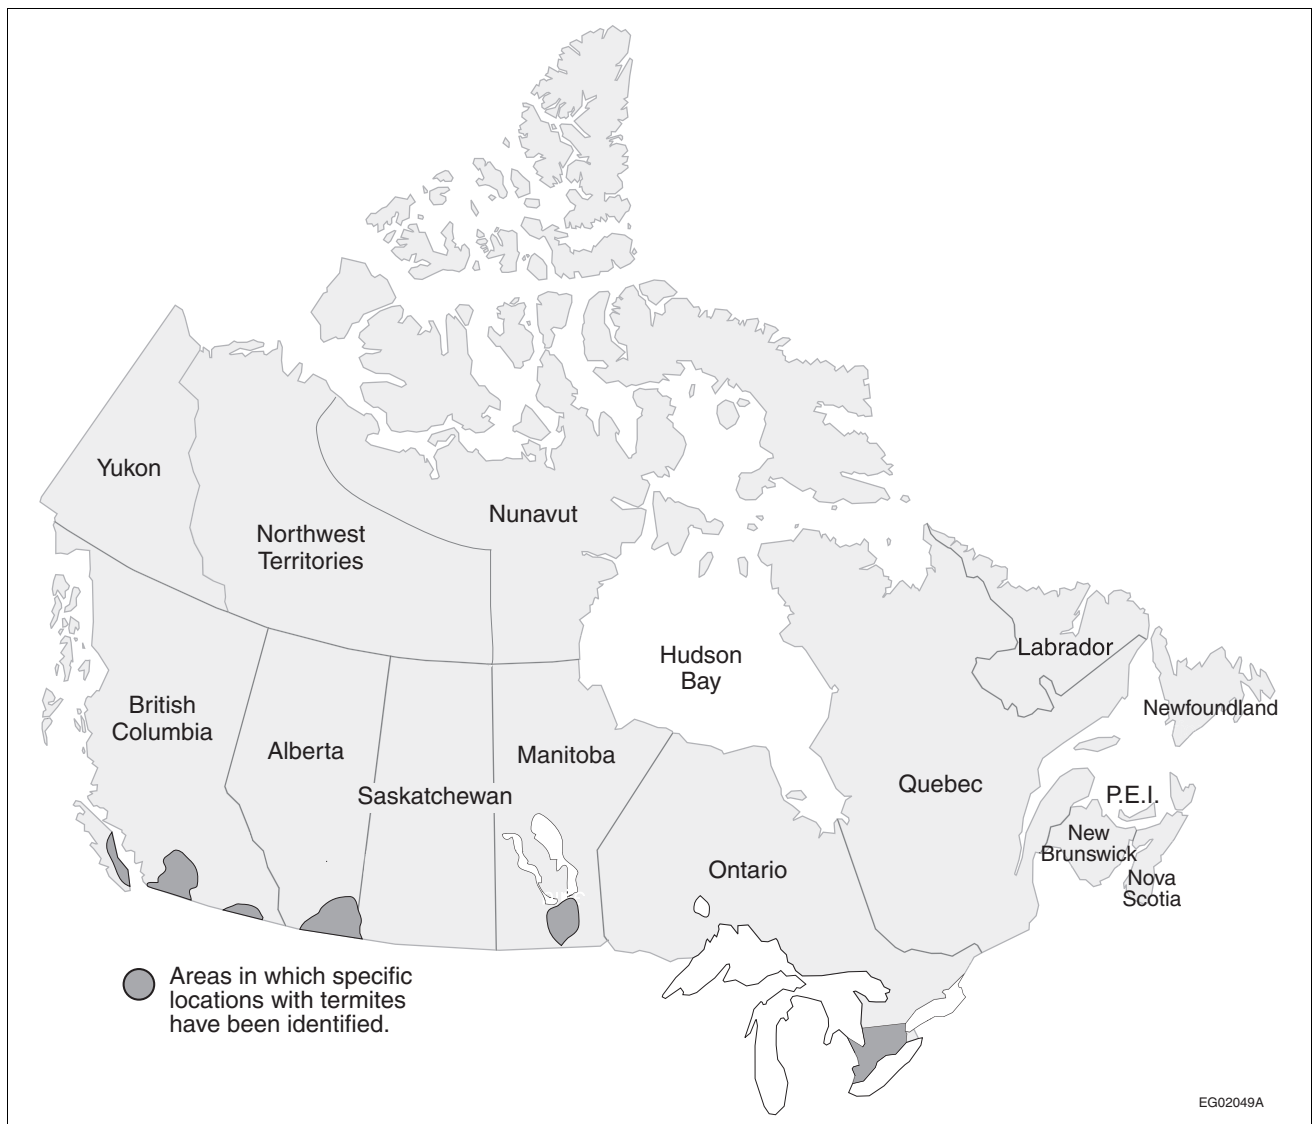 Yukon
Northwest
Territories
Nunavut
Hudson
Bay
Labrador
Newfoundland
British
Columbia
Alberta
Saskatchewan
Manitoba
Ontario
Quebec
P.E.I.
New
Brunswick
Nova
Scotia
Areas in which specific
locations with termites
have been identified.
EG02049A